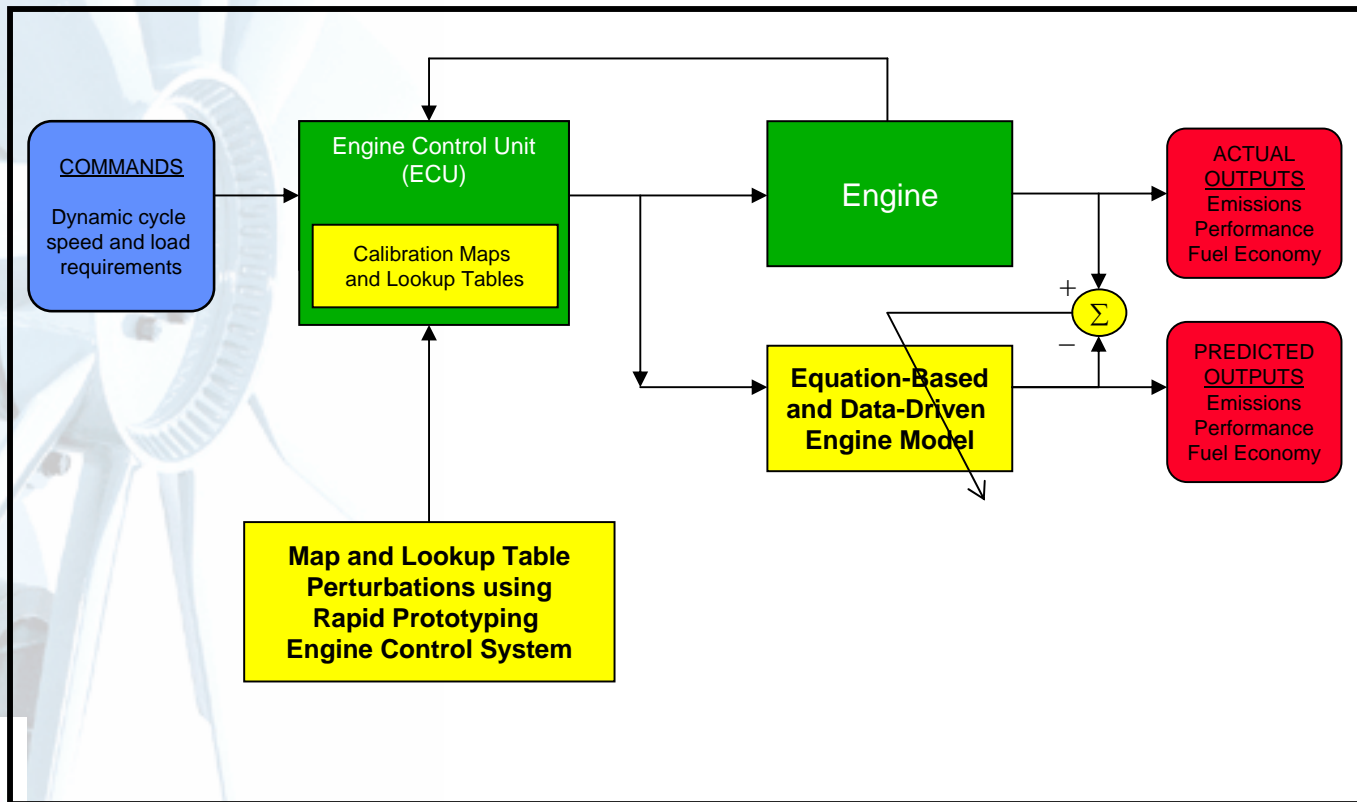 COMMANDS
Dynamic cycle
speed and load
requirements
Engine Control Unit
(ECU)
Calibration Maps
and Lookup Tables
Engine
ACTUAL
OUTPUTS
Emissions
Performance
Fuel Economy
+
Σ
−
Equation-Based
and Data-Driven
Engine Model
PREDICTED
OUTPUTS
Emissions
Performance
Fuel Economy
Map and Lookup Table
Perturbations using
Rapid Prototyping
Engine Control System